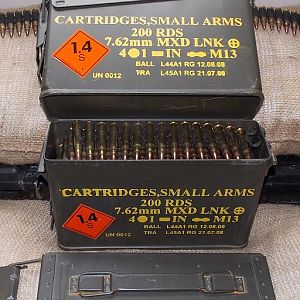 CARTRIDGES,SMALL ARMS
200 RDS
7.62mm MXD LNK
4 1 IN M13
BALL L44A1 RG 12.08.08
TRA L45A1 RG 21.07.08
1.4
S
UN 0012
CARTRIDGES,SMALL ARMS
200 RDS
7.62mm MXD LNK
4 1 IN M13
BALL L44A1 RG 12.08.08
TRA L45A1 RG 21.07.08
1.4
S
UN 0012